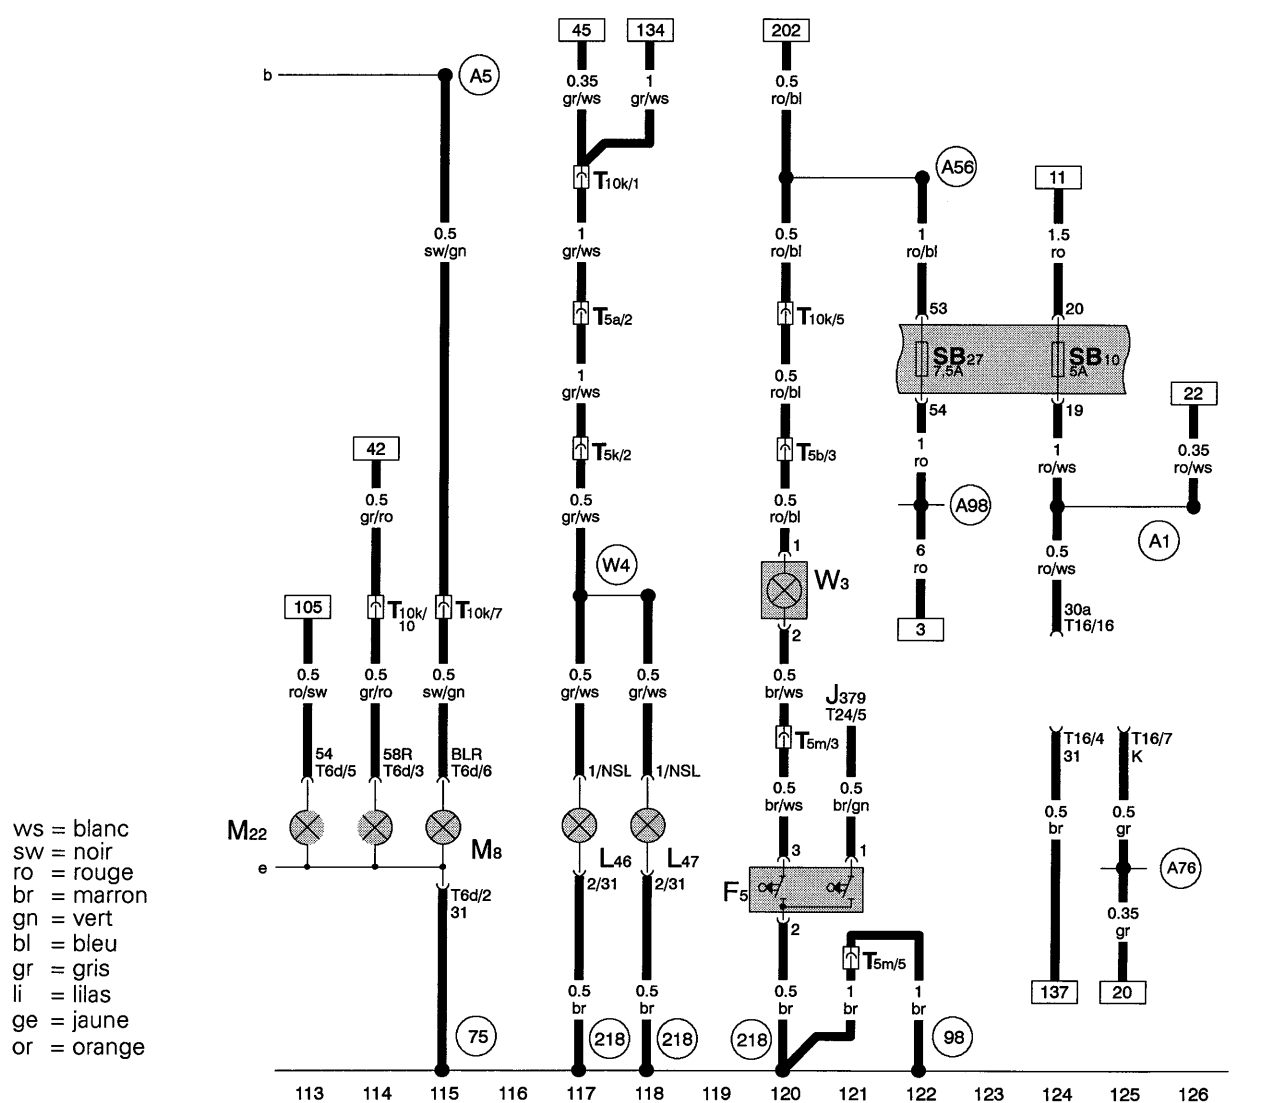 45
134
202
b
A5
0.35
gr/ws
1
gr/ws
0.5
ro/bl
A56
11
T10k/1
0.5
sw/gn
1
gr/ws
0.5
ro/bl
1
ro/bl
1.5
ro
T5a/2
T10k/5
53
20
SB27
7,5A
SB10
5A
1
gr/ws
0.5
ro/bl
54
19
22
42
T5k/2
T5b/3
1
ro
1
ro/ws
0.35
ro/ws
0.5
gr/ro
0.5
gr/ws
0.5
ro/bl
A98
A1
W4
1
W3
2
6
ro
0.5
ro/ws
105
T10k/
10
T10k/7
3
30a
T16/16
0.5
ro/sw
0.5
gr/ro
0.5
sw/gn
0.5
gr/ws
0.5
gr/ws
0.5
br/ws
J379
T24/5
54
T6d/5
58R
T6d/3
BLR
T6d/6
1/NSL
1/NSL
T5m/3
T16/4
31
T16/7
K
0.5
br/ws
0.5
br/gn
0.5
br
0.5
gr
M22
M8
L46
L47
3
1
e
A76
T6d/2
31
2/31
2/31
F5
2
0.35
gr
T5m/5
0.5
br
0.5
br
0.5
br
1
br
1
br
137
20
75
218
218
218
98
113
114
115
116
117
118
119
120
121
122
123
124
125
126
ws = blanc
sw = noir
ro = rouge
br = marron
gn = vert
bl = bleu
gr = gris
li = lilas
ge = jaune
or = orange